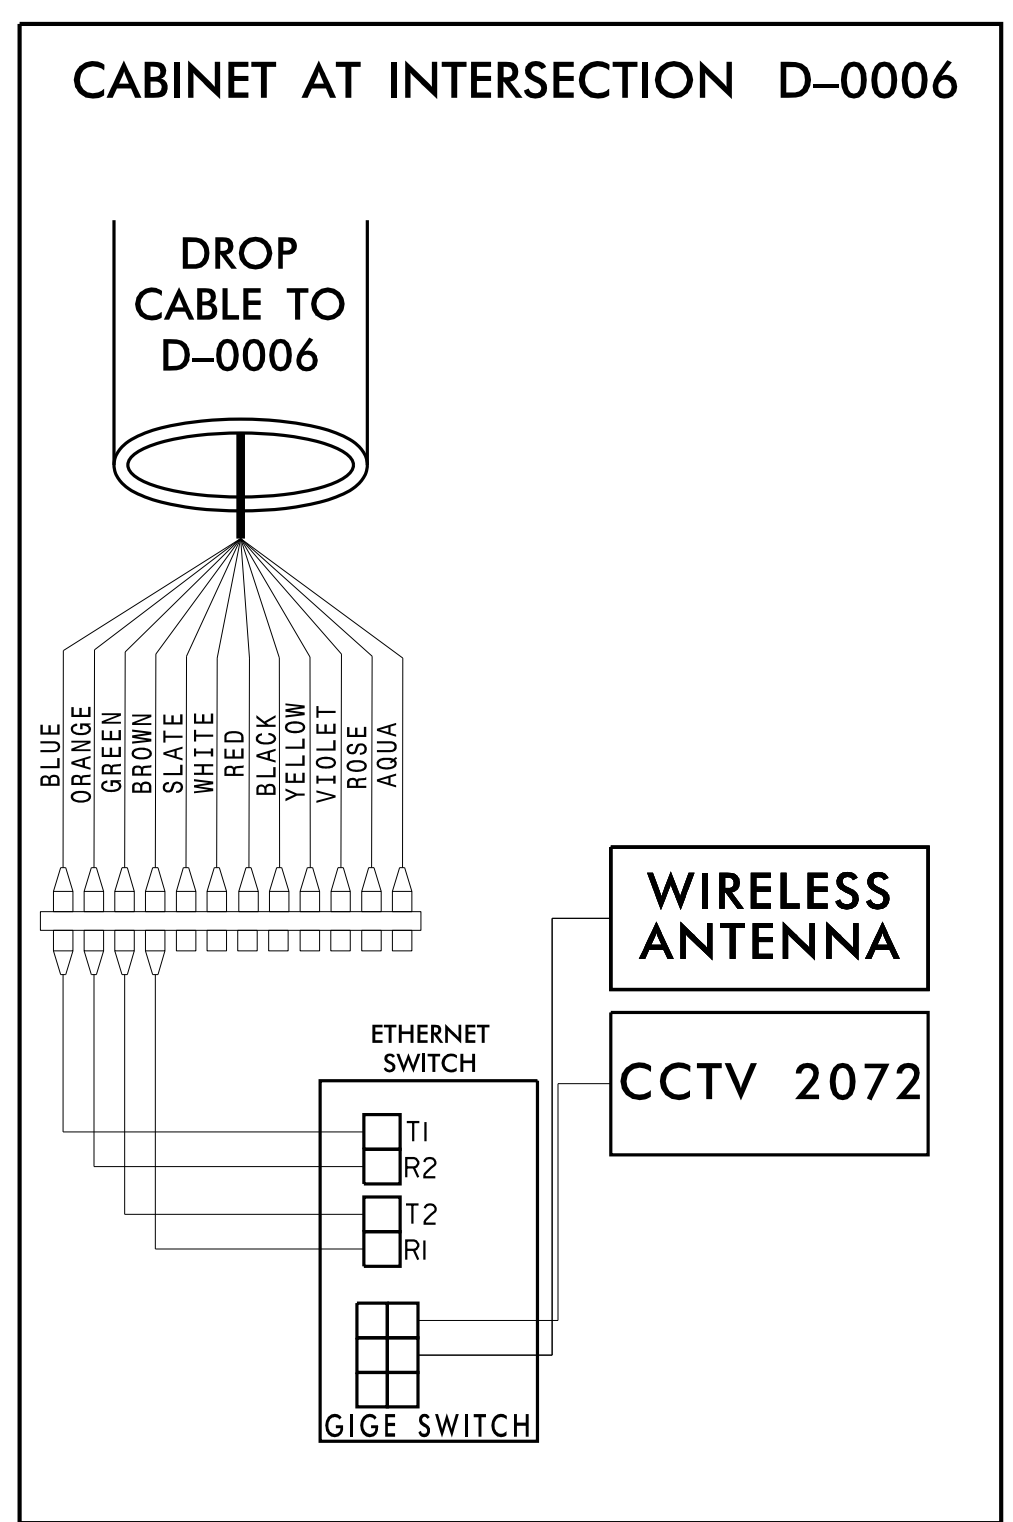 CABINET AT INTERSECTION D-0006
DROP
CABLE TO
D-0006
BLUE
ORANGE
GREEN
BROWN
SLATE
WHITE
RED
BLACK
YELLOW
VIOLET
ROSE
AQUA
WIRELESS
ANTENNA
CCTV 2072
ETHERNET
SWITCH
T1
R2
T2
R1
GIGE SWITCH